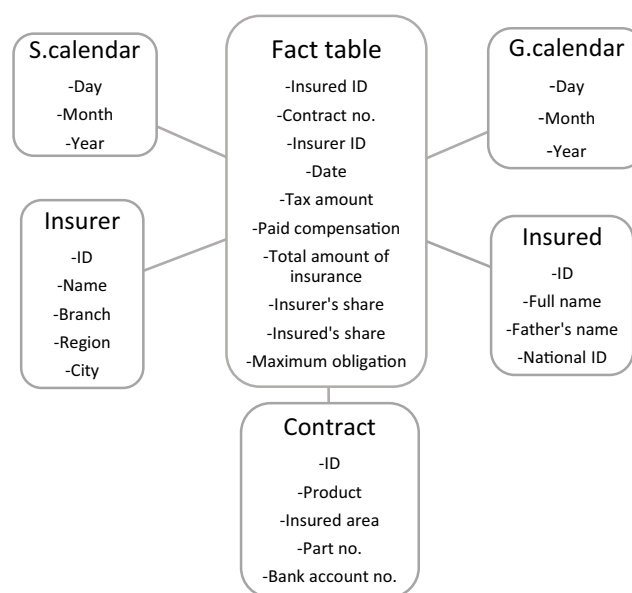 S.calendar
-Day
-Month
-Year
Fact table
-Insured ID
-Contract no.
-Insurer ID
-Date
-Tax amount
-Paid compensation
-Total amount of
insurance
-Insurer's share
-Insured's share
-Maximum obligation
G.calendar
-Day
-Month
-Year
Insurer
-ID
-Name
-Branch
-Region
-City
Insured
-ID
-Full name
-Father's name
-National ID
Contract
-ID
-Product
-Insured area
-Part no.
-Bank account no.